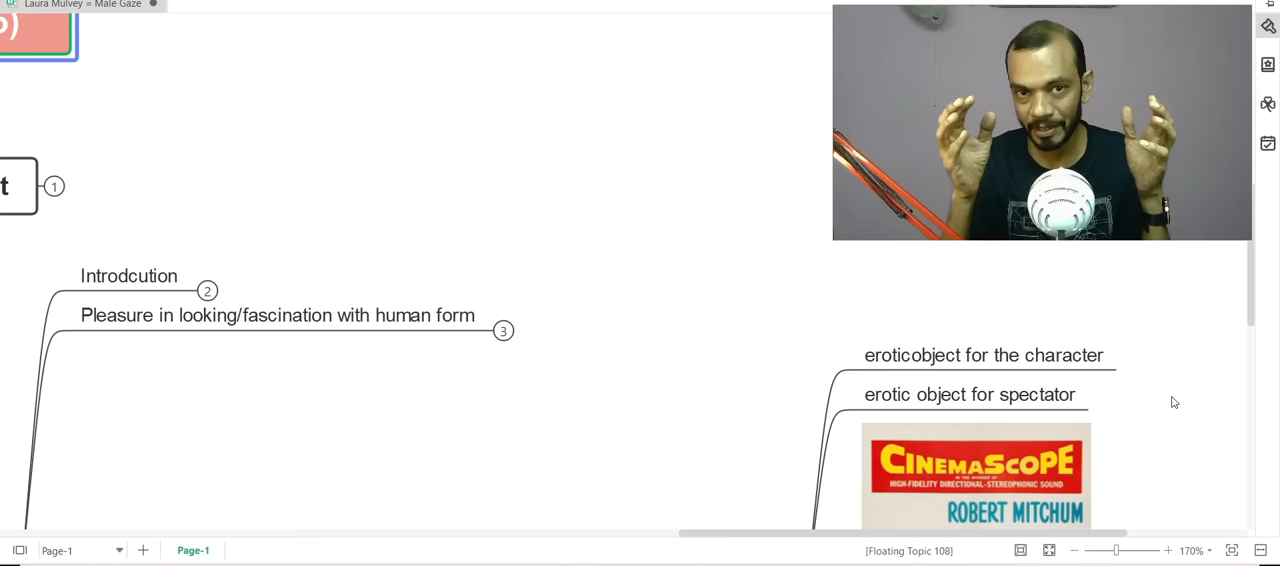 Laura Mulvey = Male Gaze
t
1
Introdcution
2
Pleasure in looking/fascination with human form
3
eroticobject for the character
erotic object for spectator
CINEMASCOPE
HIGH-FIDELITY DIRECTIONAL-STEREOPHONIC SOUND
ROBERT MITCHUM
Page-1
Page-1
[Floating Topic 108]
170%